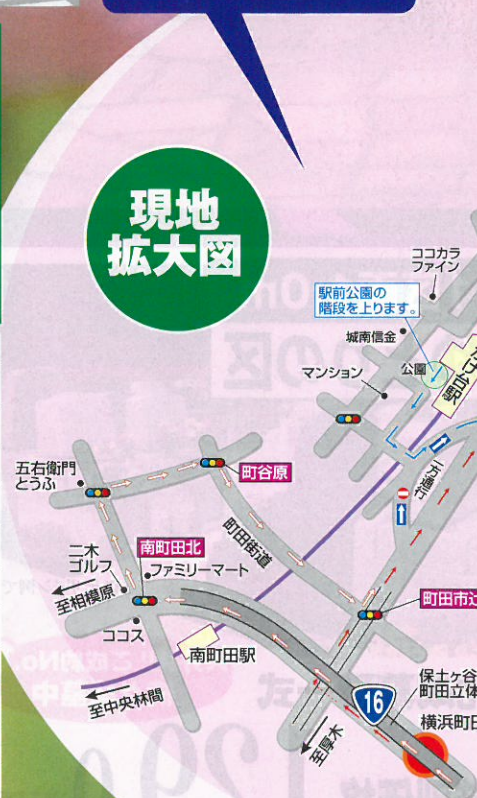 現地
拡大図
ココカラ
ファイン
駅前公園の
階段を上ります。
城南信金
公園
マンション
け台駅
一方通行
町谷原
五右衛門
とうふ
町田街道
南町田北
二木
ゴルフ
ファミリーマート
至相模原
町田市辻
ココス
南町田駅
保土ヶ谷
町田立体
16
至中央林間
横浜町田
至厚木